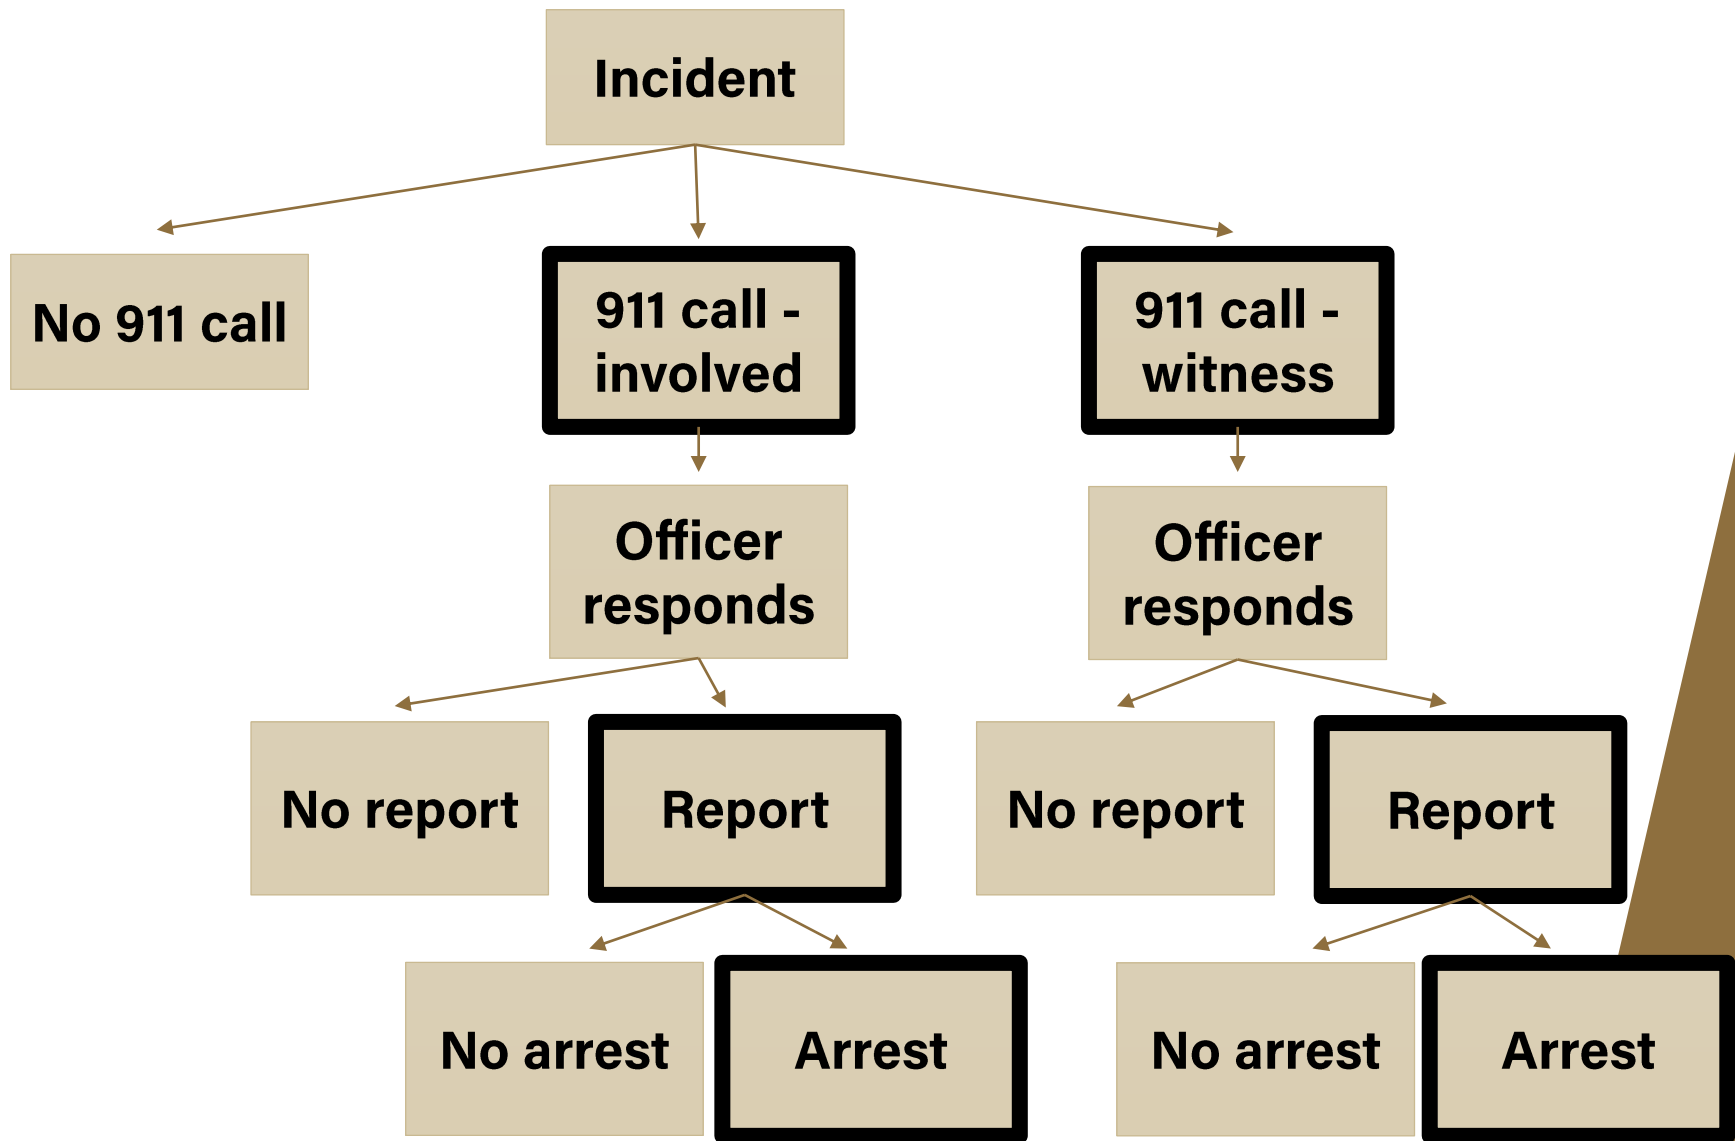 Incident
No 911 call
911 call -
involved
911 call -
witness
Officer
responds
Officer
responds
No report
Report
No report
Report
No arrest
Arrest
No arrest
Arrest